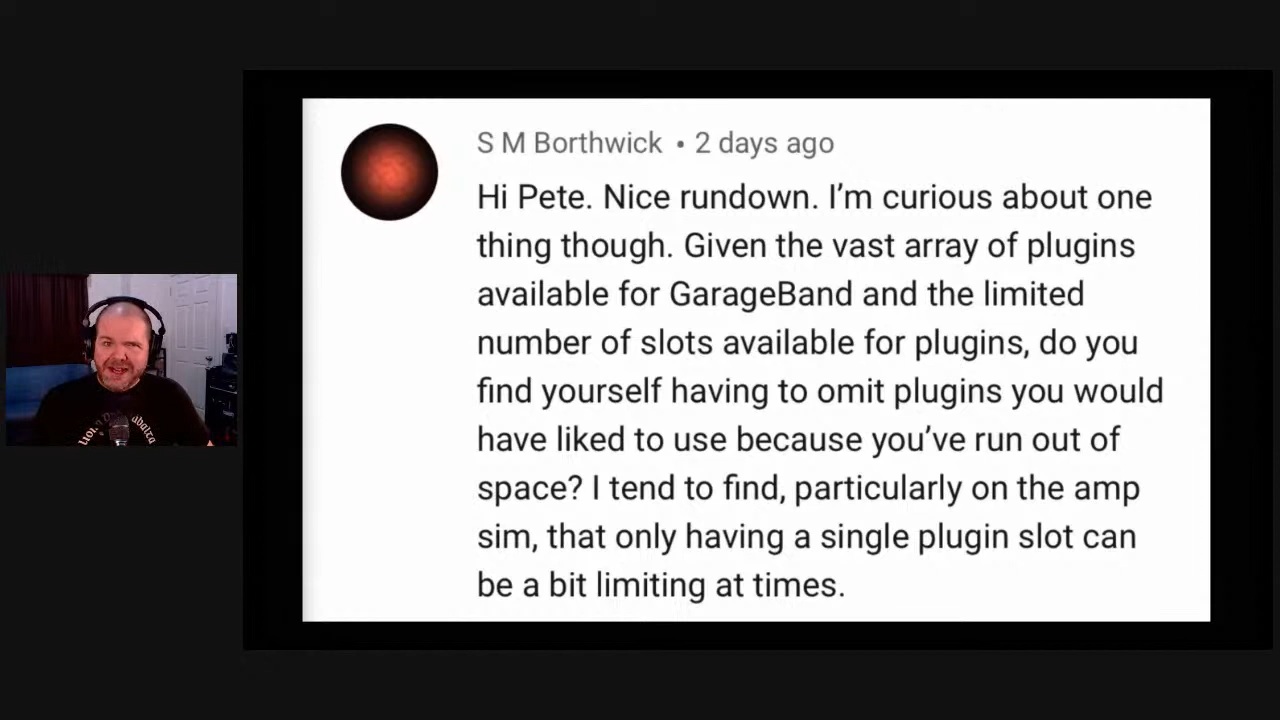 S M Borthwick • 2 days ago
Hi Pete. Nice rundown. I’m curious about one
thing though. Given the vast array of plugins
available for GarageBand and the limited
number of slots available for plugins, do you
find yourself having to omit plugins you would
have liked to use because you’ve run out of
space? I tend to find, particularly on the amp
sim, that only having a single plugin slot can
be a bit limiting at times.